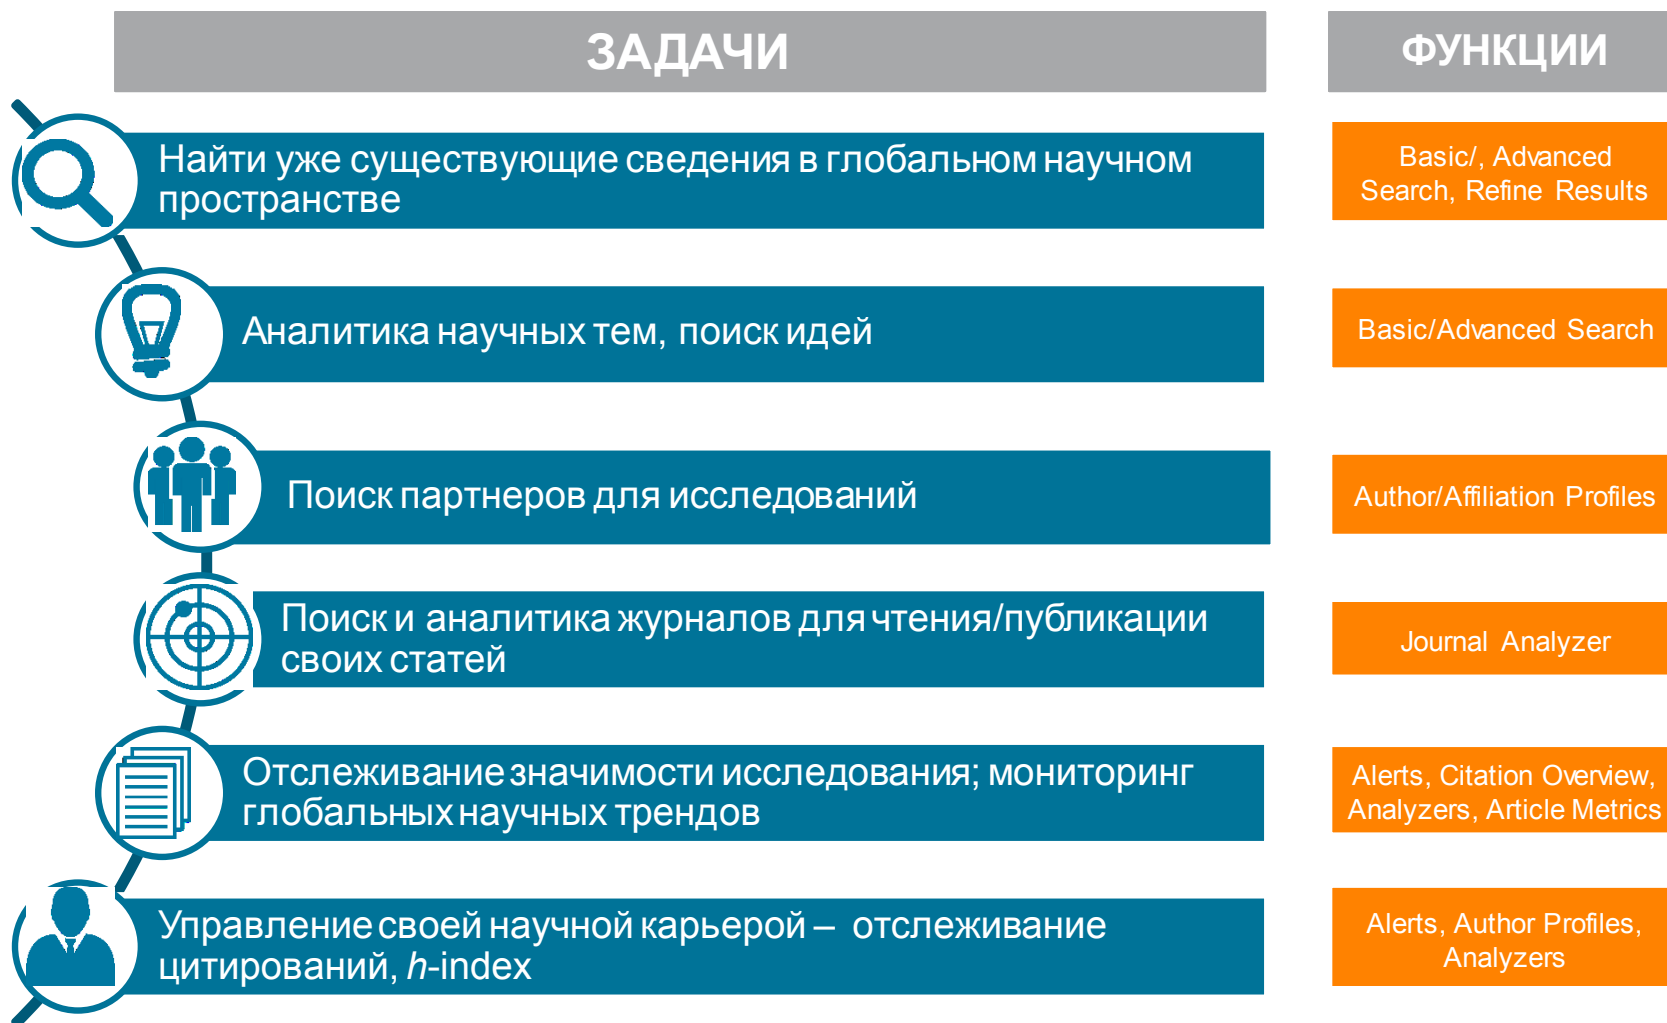 ЗАДАЧИ
ФУНКЦИИ
Найти уже существующие сведения в глобальном научном
пространстве
Basic/, Advanced
Search, Refine Results
Аналитика научных тем, поиск идей
Basic/Advanced Search
Поиск партнеров для исследований
Author/Affiliation Profiles
Поиск и аналитика журналов для чтения/публикации
своих статей
Journal Analyzer
Отслеживание значимости исследования; мониторинг
глобальных научных трендов
Alerts, Citation Overview,
Analyzers, Article Metrics
Управление своей научной карьерой – отслеживание
цитирований, h-index
Alerts, Author Profiles,
Analyzers